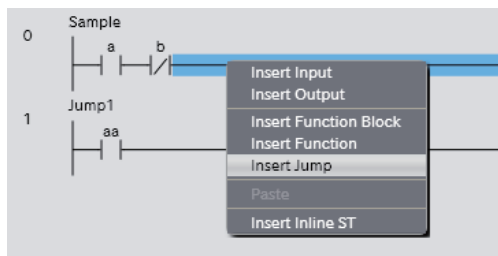 Sample
0
a
b
Insert Input
Insert Output
Insert Function Block
Insert Function
Insert Jump
Paste
Insert Inline ST
Jump1
1
aa